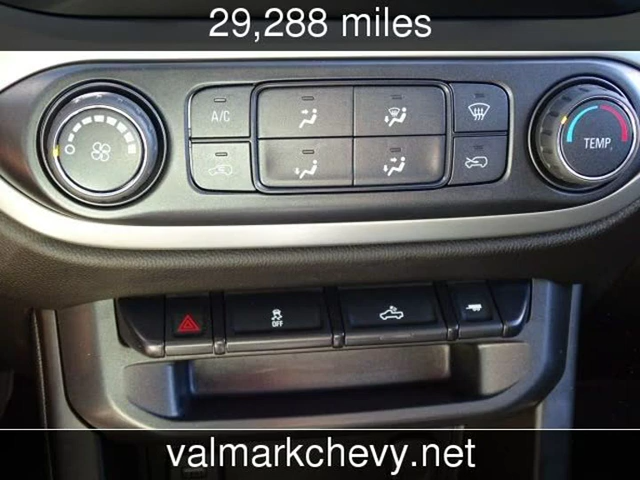 29,288 miles
A/C
TEMP
OFF
valmarkchevy.net